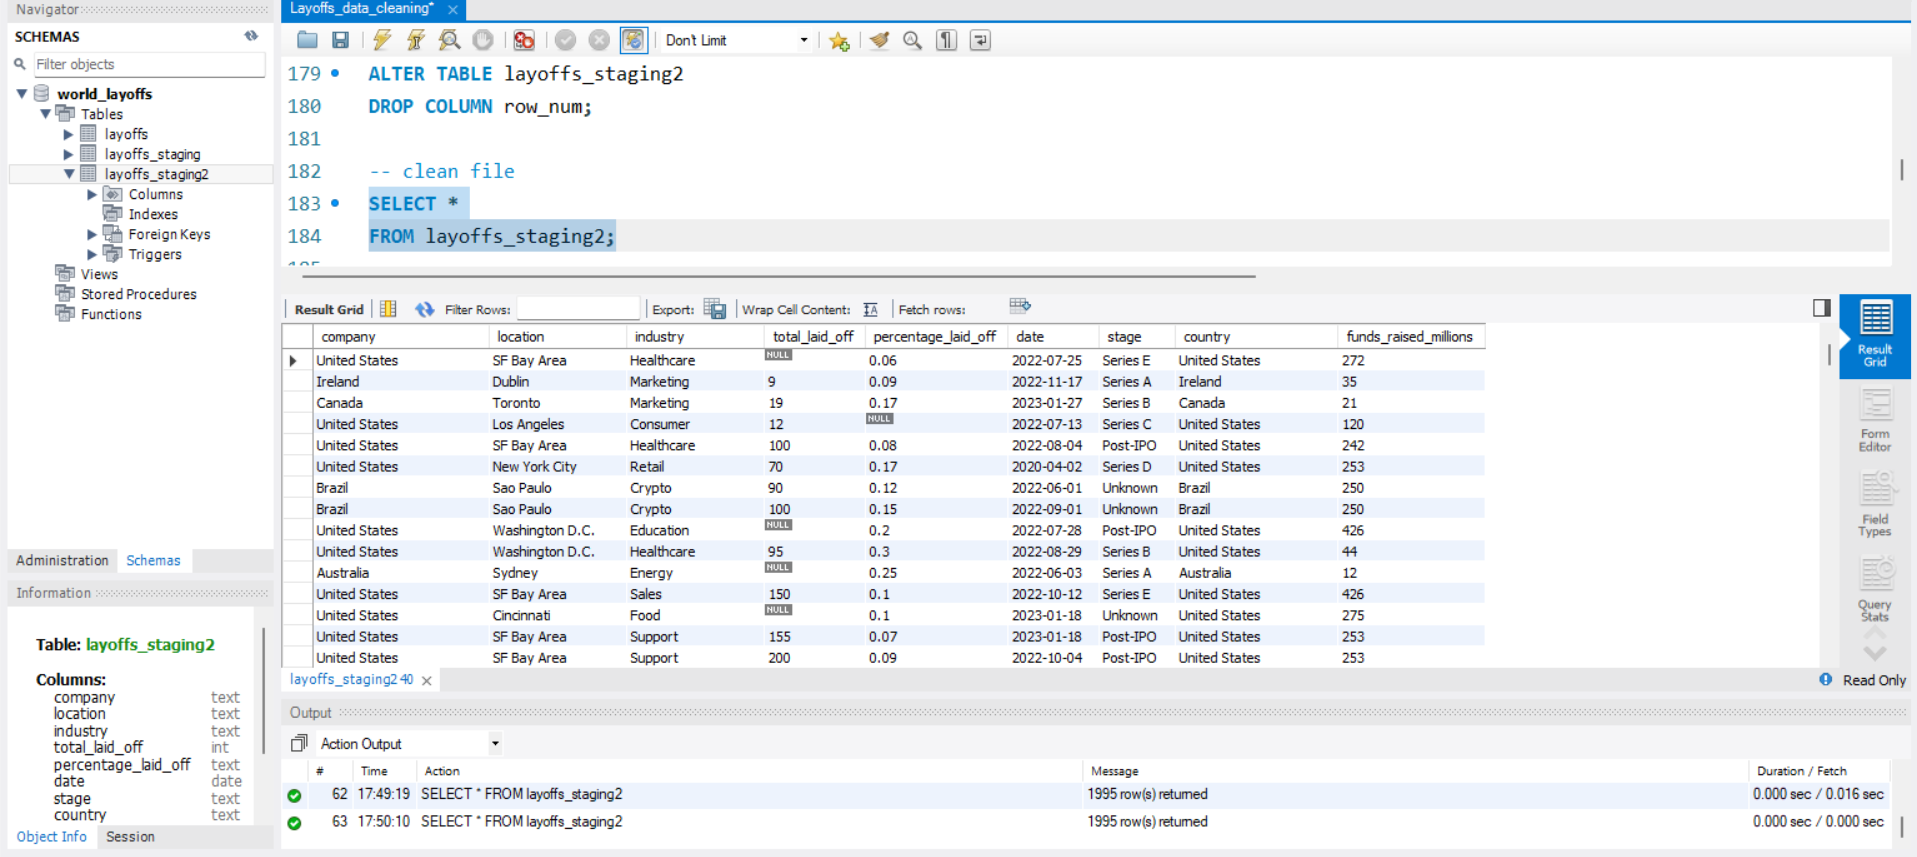 Navigator
SCHEMAS
Filter objects
world_layoffs
Tables
layoffs
layoffs_staging
layoffs_staging2
Columns
Indexes
Foreign Keys
Triggers
Views
Stored Procedures
Functions
Administration Schemas
Information
Table: layoffs_staging2
Columns:
company text
location text
industry text
total_laid_off int
percentage_laid_off text
date date
stage text
country text
Object Info Session
Layoffs_data_cleaning*
Don't Limit
179 ALTER TABLE layoffs_staging2
180 DROP COLUMN row_num;
181
182 -- clean file
183 SELECT *
184 FROM layoffs_staging2;
Result Grid Filter Rows: Export: Wrap Cell Content: Fetch rows:
company location industry total_laid_off percentage_laid_off date stage country funds_raised_millions
United States SF Bay Area Healthcare NULL 0.06 2022-07-25 Series E United States 272
Ireland Dublin Marketing 9 0.09 2022-11-17 Series A Ireland 35
Canada Toronto Marketing 19 0.17 2023-01-27 Series B Canada 21
United States Los Angeles Consumer 12 NULL 2022-07-13 Series C United States 120
United States SF Bay Area Healthcare 100 0.08 2022-08-04 Post-IPO United States 242
United States New York City Retail 70 0.17 2020-04-02 Series D United States 253
Brazil Sao Paulo Crypto 90 0.12 2022-06-01 Unknown Brazil 250
Brazil Sao Paulo Crypto 100 0.15 2022-09-01 Unknown Brazil 250
United States Washington D.C. Education NULL 0.2 2022-07-28 Post-IPO United States 426
United States Washington D.C. Healthcare 95 0.3 2022-08-29 Series B United States 44
Australia Sydney Energy NULL 0.25 2022-06-03 Series A Australia 12
United States SF Bay Area Sales 150 0.1 2022-10-12 Series E United States 426
United States Cincinnati Food NULL 0.1 2023-01-18 Unknown United States 275
United States SF Bay Area Support 155 0.07 2023-01-18 Post-IPO United States 253
United States SF Bay Area Support 200 0.09 2022-10-04 Post-IPO United States 253
Result
Grid
Form
Editor
Field
Types
Query
Stats
layoffs_staging2 40
Read Only
Output
Action Output
# Time Action Message Duration / Fetch
62 17:49:19 SELECT * FROM layoffs_staging2 1995 row(s) returned 0.000 sec / 0.016 sec
63 17:50:10 SELECT * FROM layoffs_staging2 1995 row(s) returned 0.000 sec / 0.000 sec